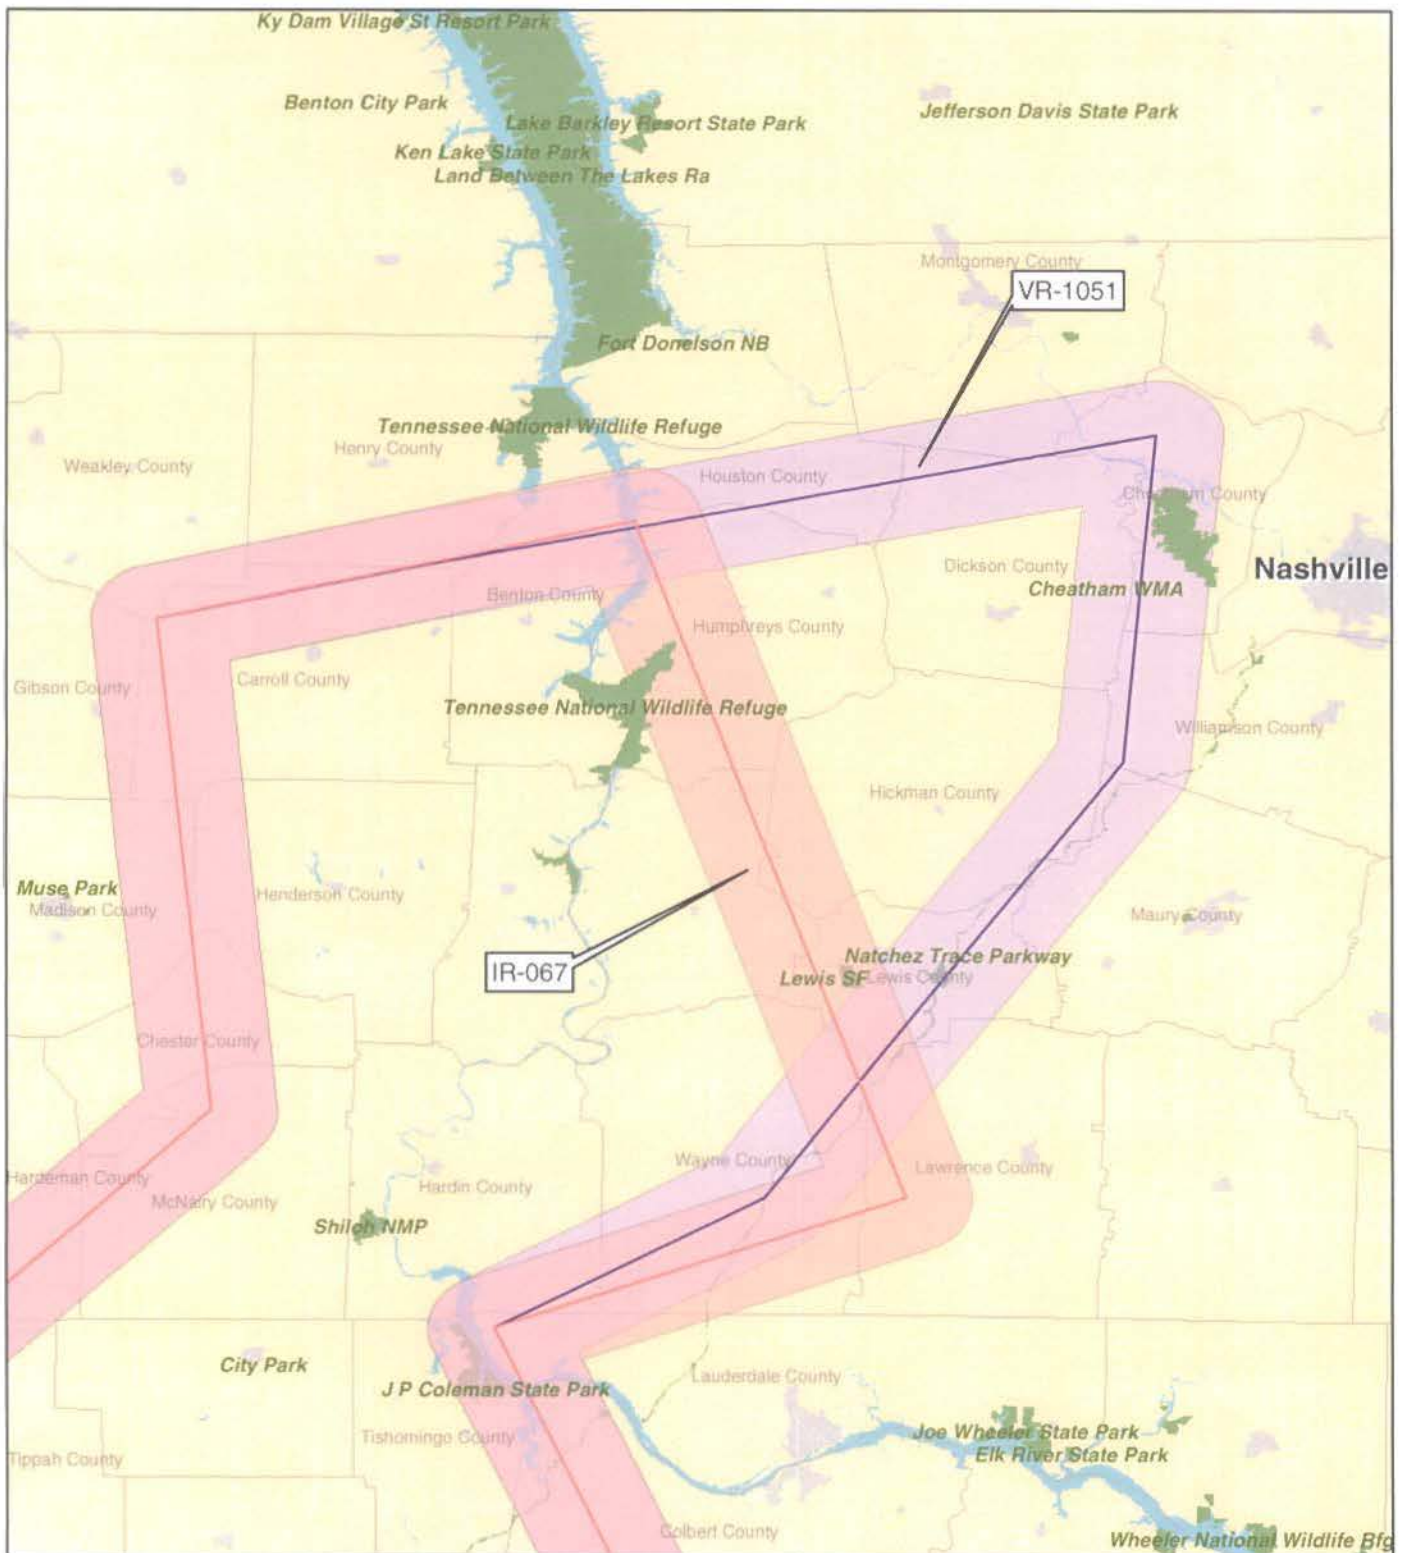 Ky Dam Village St Resort Park
Benton City Park
Jefferson Davis State Park
Lake Barkley Resort State Park
Ken Lake State Park
Land Between The Lakes Ra
Montgomery County
VR-1051
Fort Donelson NB
Tennessee National Wildlife Refuge
Henry County
Weakley County
Houston County
Cheatham County
Nashville
Dickson County
Cheatham WMA
Benton County
Humphreys County
Carroll County
Gibson County
Tennessee National Wildlife Refuge
Williamson County
Hickman County
Muse Park
Madison County
Henderson County
Maury County
Natchez Trace Parkway
IR-067
Lewis SF
Lewis County
Chester County
Wayne County
Lawrence County
Hardeman County
McNairy County
Hardin County
Shiloh NMP
City Park
J P Coleman State Park
Lauderdale County
Tishomingo County
Joe Wheeler State Park
Elk River State Park
Tippah County
Colbert County
Wheeler National Wildlife Rfg